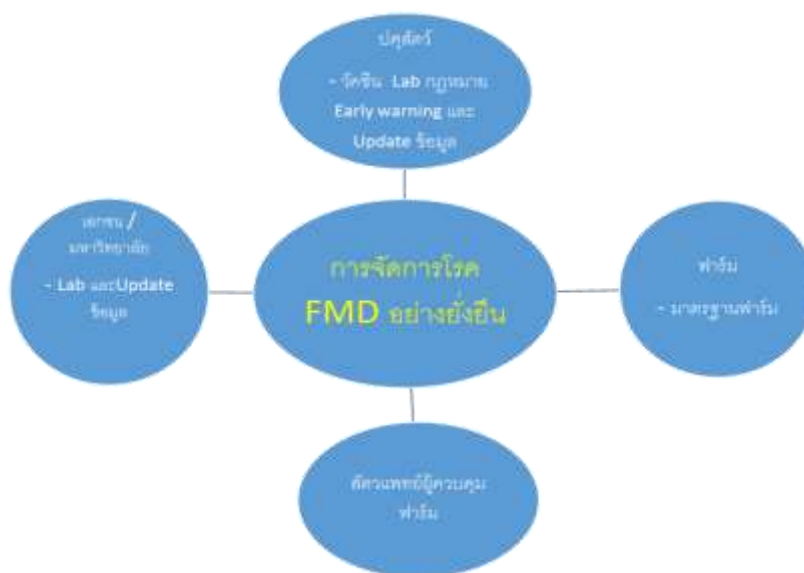 ปศุสัตว์
- วัคซีน Lab กฎหมาย
Early warning และ
Update ข้อมูล
เอกชน /
มหาวิทยาลัย
- Lab และUpdate
ข้อมูล
การจัดการโรค
FMD อย่างยั่งยืน
ฟาร์ม
- มาตรฐานฟาร์ม
สัตวแพทย์ผู้ควบคุม
ฟาร์ม